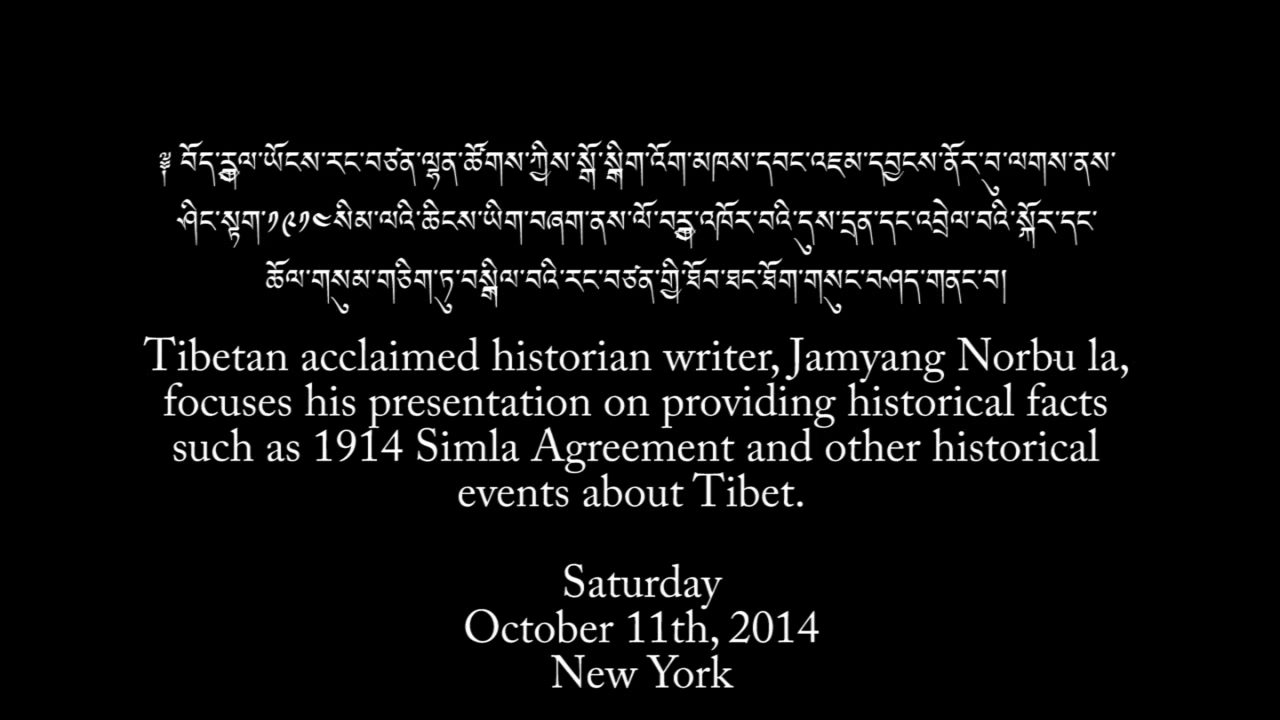 ༈ བོད་རྒྱལ་ཡོངས་རང་བཙན་ལྷན་ཚོགས་ཀྱིས་སྒོ་སྒྲིག་འོག་མཁས་དབང་འཇམ་དབྱངས་ནོར་བུ་ལགས་ནས་
ཤིང་སྟག་༡༩༡༤སིམ་ལའི་ཆིངས་ཡིག་བཞག་ནས་ལོ་བརྒྱ་འཁོར་བའི་དུས་དྲན་དང་འབྲེལ་བའི་སྐོར་དང་
ཆོལ་གསུམ་གཅིག་ཏུ་བསྒྲིལ་བའི་རང་བཙན་གྱི་ཐོབ་ཐང་ཐོག་གསུང་བཤད་གནང་བ།
Tibetan acclaimed historian writer, Jamyang Norbu la,
focuses his presentation on providing historical facts
such as 1914 Simla Agreement and other historical
events about Tibet.
Saturday
October 11th, 2014
New York